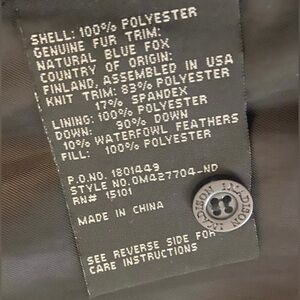 SHELL: 100% POLYESTER
GENUINE FUR TRIM:
NATURAL BLUE FOX
COUNTRY OF ORIGIN:
FINLAND, ASSEMBLED IN USA
KNIT TRIM: 83% POLYESTER
17% SPANDEX
LINING: 100% POLYESTER
DOWN: 90% DOWN
10% WATERFOWL FEATHERS
FILL: 100% POLYESTER
P.O.NO. 1801449
STYLE NO. OM427704-ND
RN# 15101
MADE IN CHINA
SEE REVERSE SIDE FOR
CARE INSTRUCTIONS